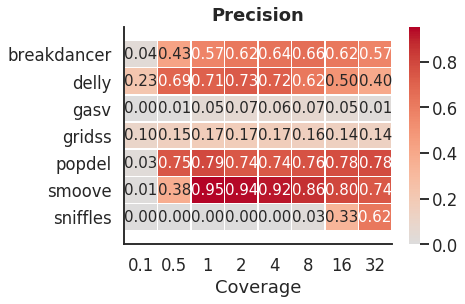 Precision
breakdancer 0.04 0.43 0.57 0.62 0.64 0.66 0.62 0.57
delly 0.23 0.69 0.71 0.73 0.72 0.62 0.50 0.40
gasv 0.00 0.01 0.05 0.07 0.06 0.07 0.05 0.01
gridss 0.10 0.15 0.17 0.17 0.17 0.16 0.14 0.14
popdel 0.03 0.75 0.79 0.74 0.74 0.76 0.78 0.78
smoove 0.01 0.38 0.95 0.94 0.92 0.86 0.80 0.74
sniffles 0.00 0.00 0.00 0.00 0.00 0.03 0.33 0.62
0.1 0.5 1 2 4 8 16 32
Coverage
0.8
0.6
0.4
0.2
0.0